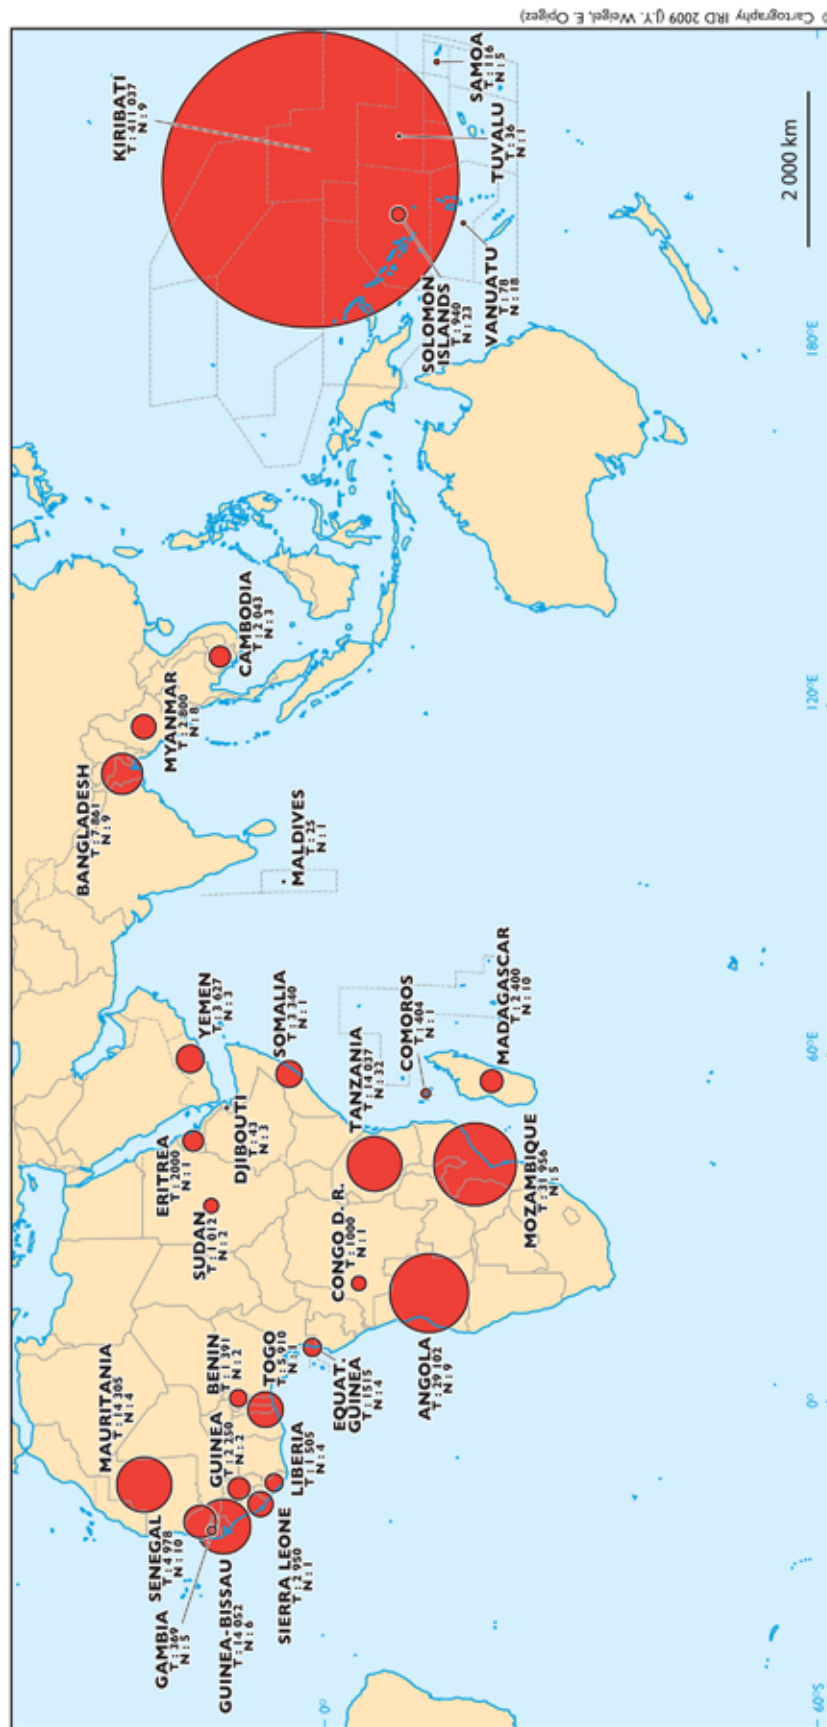 © Cartography IRD 2009 (J.Y. Weigel, E. Opigez)
MAURITANIA
T : 14 305
N : 4
SENEGAL
T : 4 978
N : 10
GAMBIA
T : 369
N : 5
GUINEA-BISSAU
T : 14 052
N : 6
GUINEA
T : 2 250
N : 2
SIERRA LEONE
T : 2 950
N : 1
LIBERIA
T : 1 505
N : 4
BENIN
T : 1 391
N : 2
TOGO
T : 5 910
N : 1
EQUAT.
GUINEA
T : 1515
N : 4
CONGO D. R.
T : 1000
N : 1
ANGOLA
T : 29 102
N : 9
SUDAN
T : 1 012
N : 2
ERITREA
T : 2000
N : 1
DJIBOUTI
T : 43
N : 3
YEMEN
T : 3 627
N : 3
SOMALIA
T : 3 340
N : 1
TANZANIA
T : 14 037
N : 32
COMOROS
T : 404
N : 1
MOZAMBIQUE
T : 31 956
N : 5
MADAGASCAR
T : 2 400
N : 10
BANGLADESH
T : 7 861
N : 9
MALDIVES
T : 25
N : 1
MYANMAR
T : 2 800
N : 8
CAMBODIA
T : 2 043
N : 3
KIRIBATI
T : 411 037
N : 9
SOLOMON
ISLANDS
T : 940
N : 23
VANUATU
T : 78
N : 18
TUVALU
T : 36
N : 1
SAMOA
T : 116
N : 5
0°
60°S
0°
60°E
120°E
180°E
2 000 km